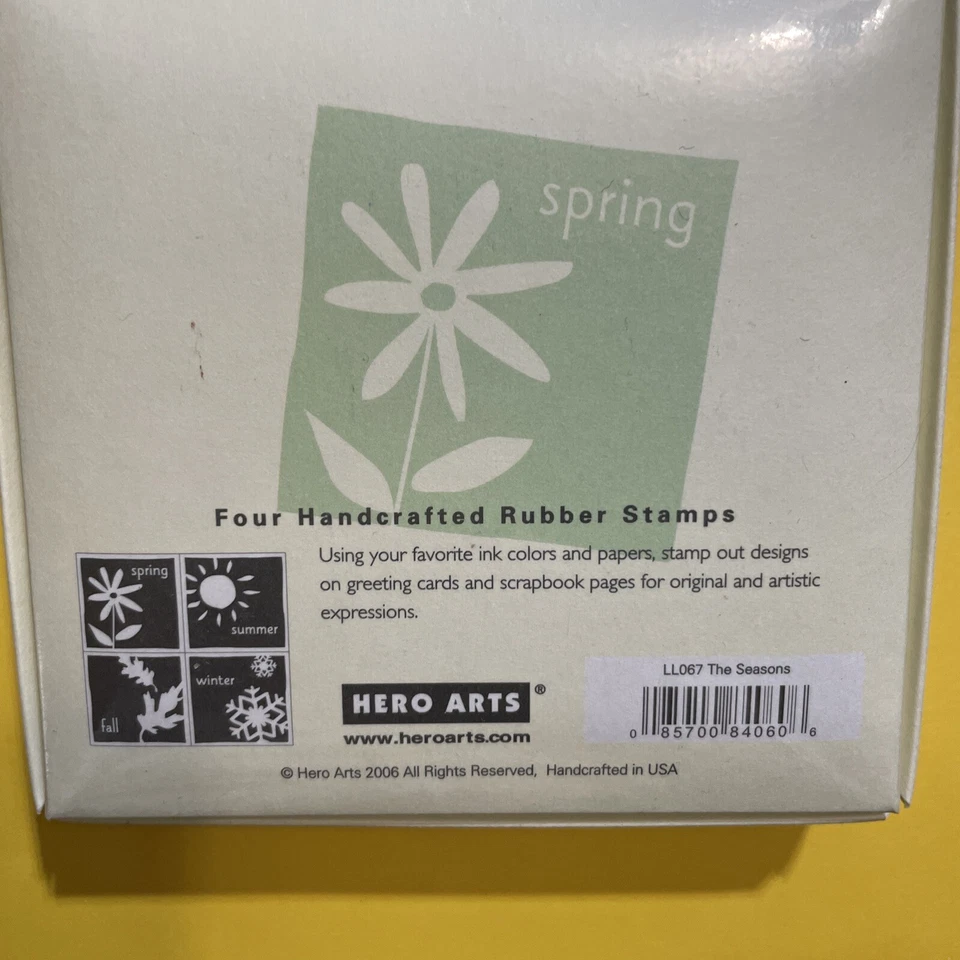 spring
Four Handcrafted Rubber Stamps
Using your favorite ink colors and papers, stamp out designs
on greeting cards and scrapbook pages for original and artistic
expressions.
spring
summer
fall
winter
HERO ARTS®
www.heroarts.com
LL067 The Seasons
0 85700 84060 6
© Hero Arts 2006 All Rights Reserved, Handcrafted in USA